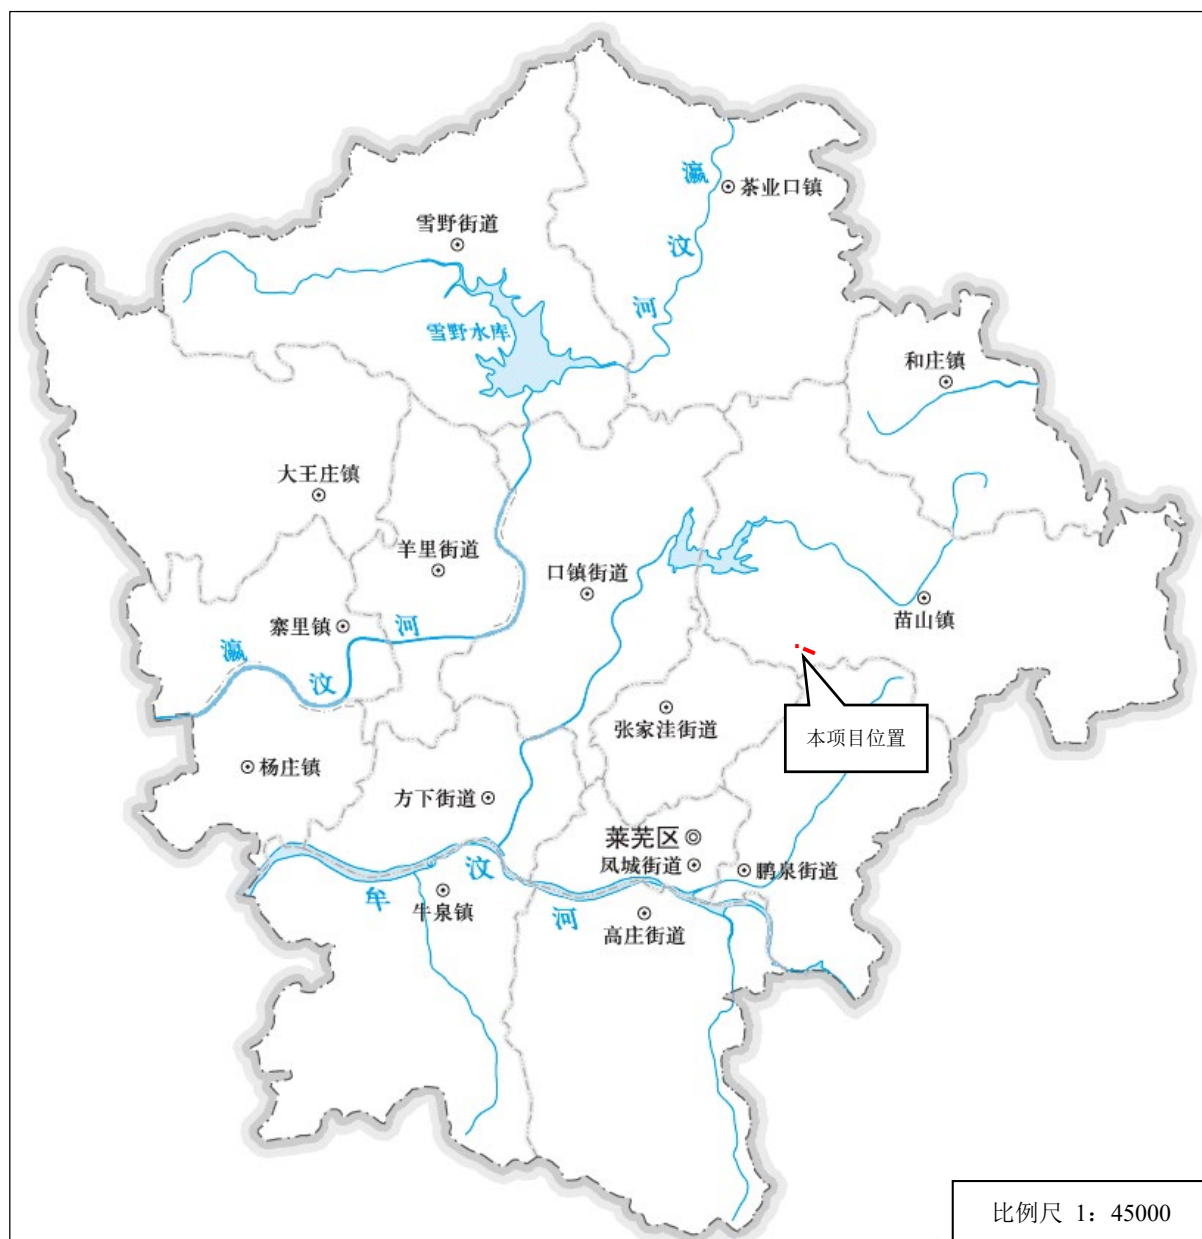 瀛
茶业口镇
雪野街道
汶
河
雪野水库
和庄镇
大王庄镇
羊里街道
口镇街道
苗山镇
寨里镇
河
瀛
汶
张家洼街道
本项目位置
杨庄镇
方下街道
莱芜区
凤城街道
汶
鹏泉街道
牟
牛泉镇
河
高庄街道
比例尺 1：45000